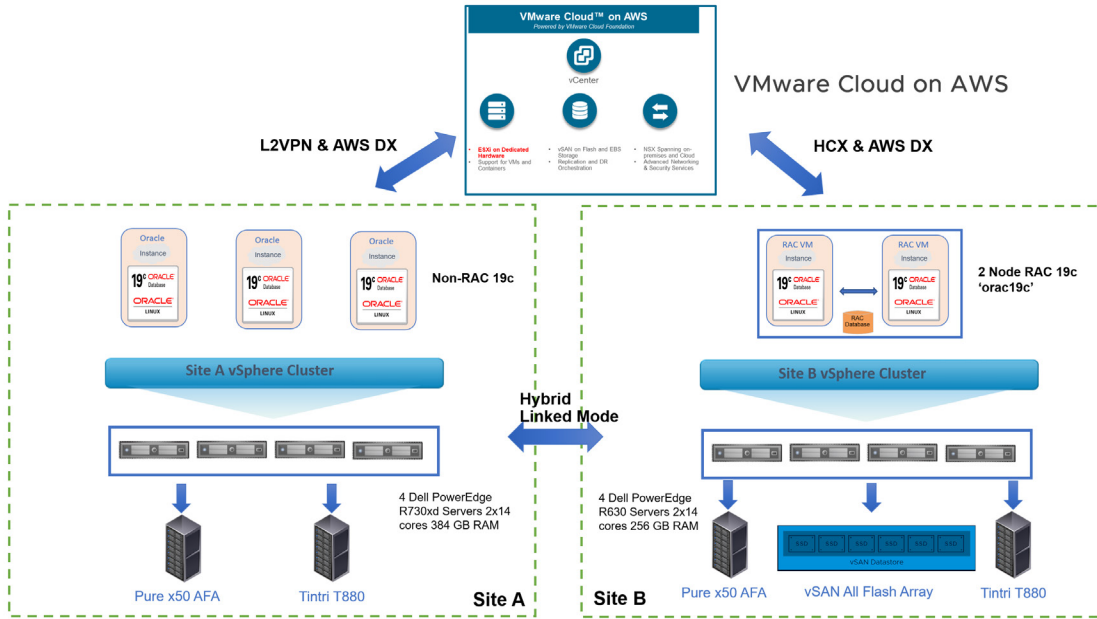 VMware Cloud™ on AWS
Powered by VMware Cloud Foundation
vCenter
VMware Cloud on AWS
• ESXi on Dedicated
Hardware
• Support for VMs and
Containers
• vSAN on Flash and EBS
Storage
• Replication and DR
Orchestration
• NSX Spanning on-
premises and Cloud
• Advanced Networking
& Security Services
L2VPN & AWS DX
HCX & AWS DX
Oracle
Instance
19c ORACLE
Database
ORACLE
LINUX
Oracle
Instance
19c ORACLE
Database
ORACLE
LINUX
Oracle
Instance
19c ORACLE
Database
ORACLE
LINUX
Non-RAC 19c
Site A vSphere Cluster
4 Dell PowerEdge
R730xd Servers 2x14
cores 384 GB RAM
Pure x50 AFA
Tintri T880
Site A
Hybrid
Linked Mode
RAC VM
Instance
19c ORACLE
Database
ORACLE
LINUX
RAC VM
Instance
19c ORACLE
Database
ORACLE
LINUX
RAC
Database
2 Node RAC 19c
‘orac19c’
Site B vSphere Cluster
4 Dell PowerEdge
R630 Servers 2x14
cores 256 GB RAM
SSD SSD SSD SSD SSD SSD
vSAN Datastore
Site B
Pure x50 AFA
vSAN All Flash Array
Tintri T880